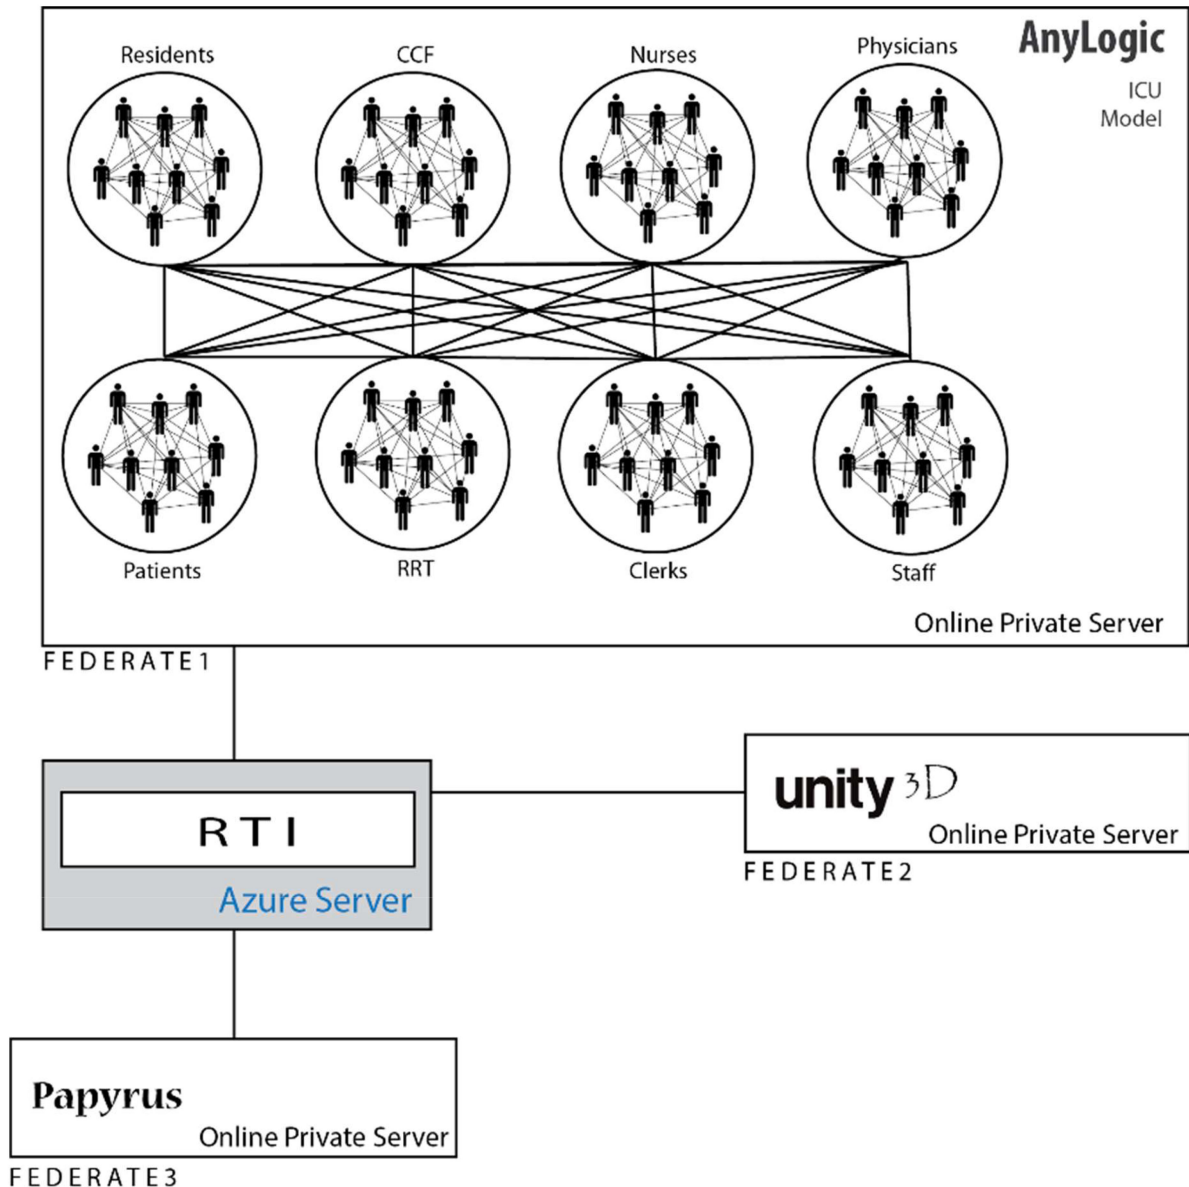 Residents
CCF
Nurses
Physicians
AnyLogic
ICU
Model
Patients
RRT
Clerks
Staff
Online Private Server
FEDERATE1
RTI
Azure Server
unity 3D
Online Private Server
FEDERATE2
Papyrus
Online Private Server
FEDERATE3